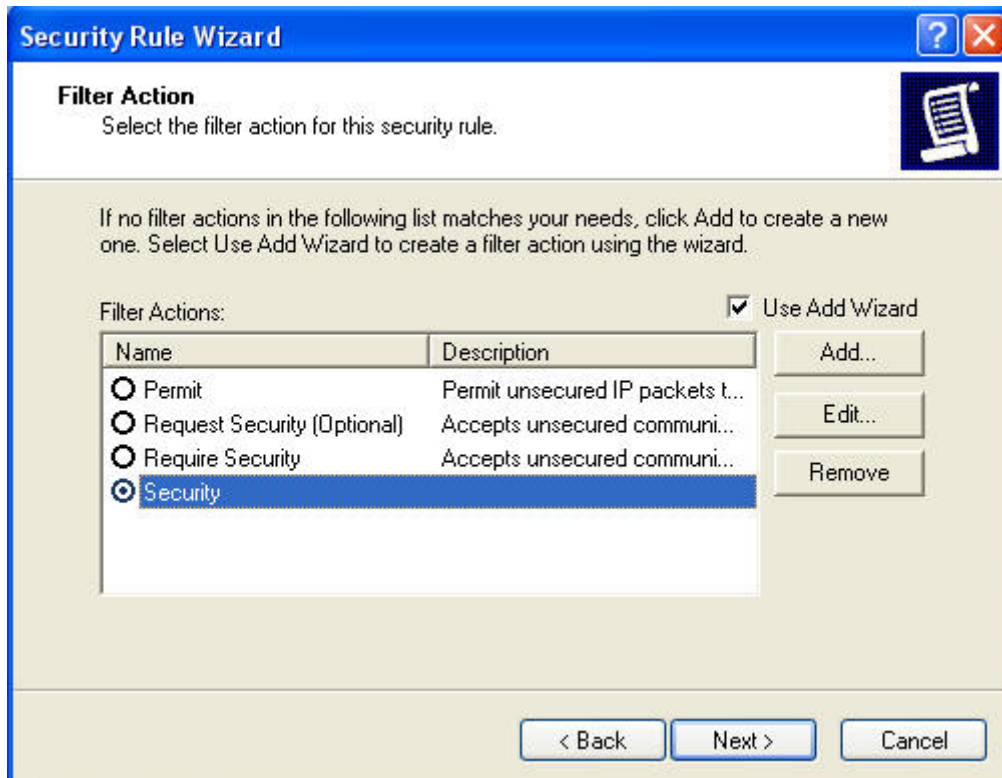 Security Rule Wizard
Filter Action
Select the filter action for this security rule.
If no filter actions in the following list matches your needs, click Add to create a new
one. Select Use Add Wizard to create a filter action using the wizard.
Filter Actions:
Use Add Wizard
Name Description
Add...
Permit Permit unsecured IP packets t...
Request Security (Optional) Accepts unsecured communi...
Edit...
Require Security Accepts unsecured communi...
Remove
Security
< Back Next > Cancel